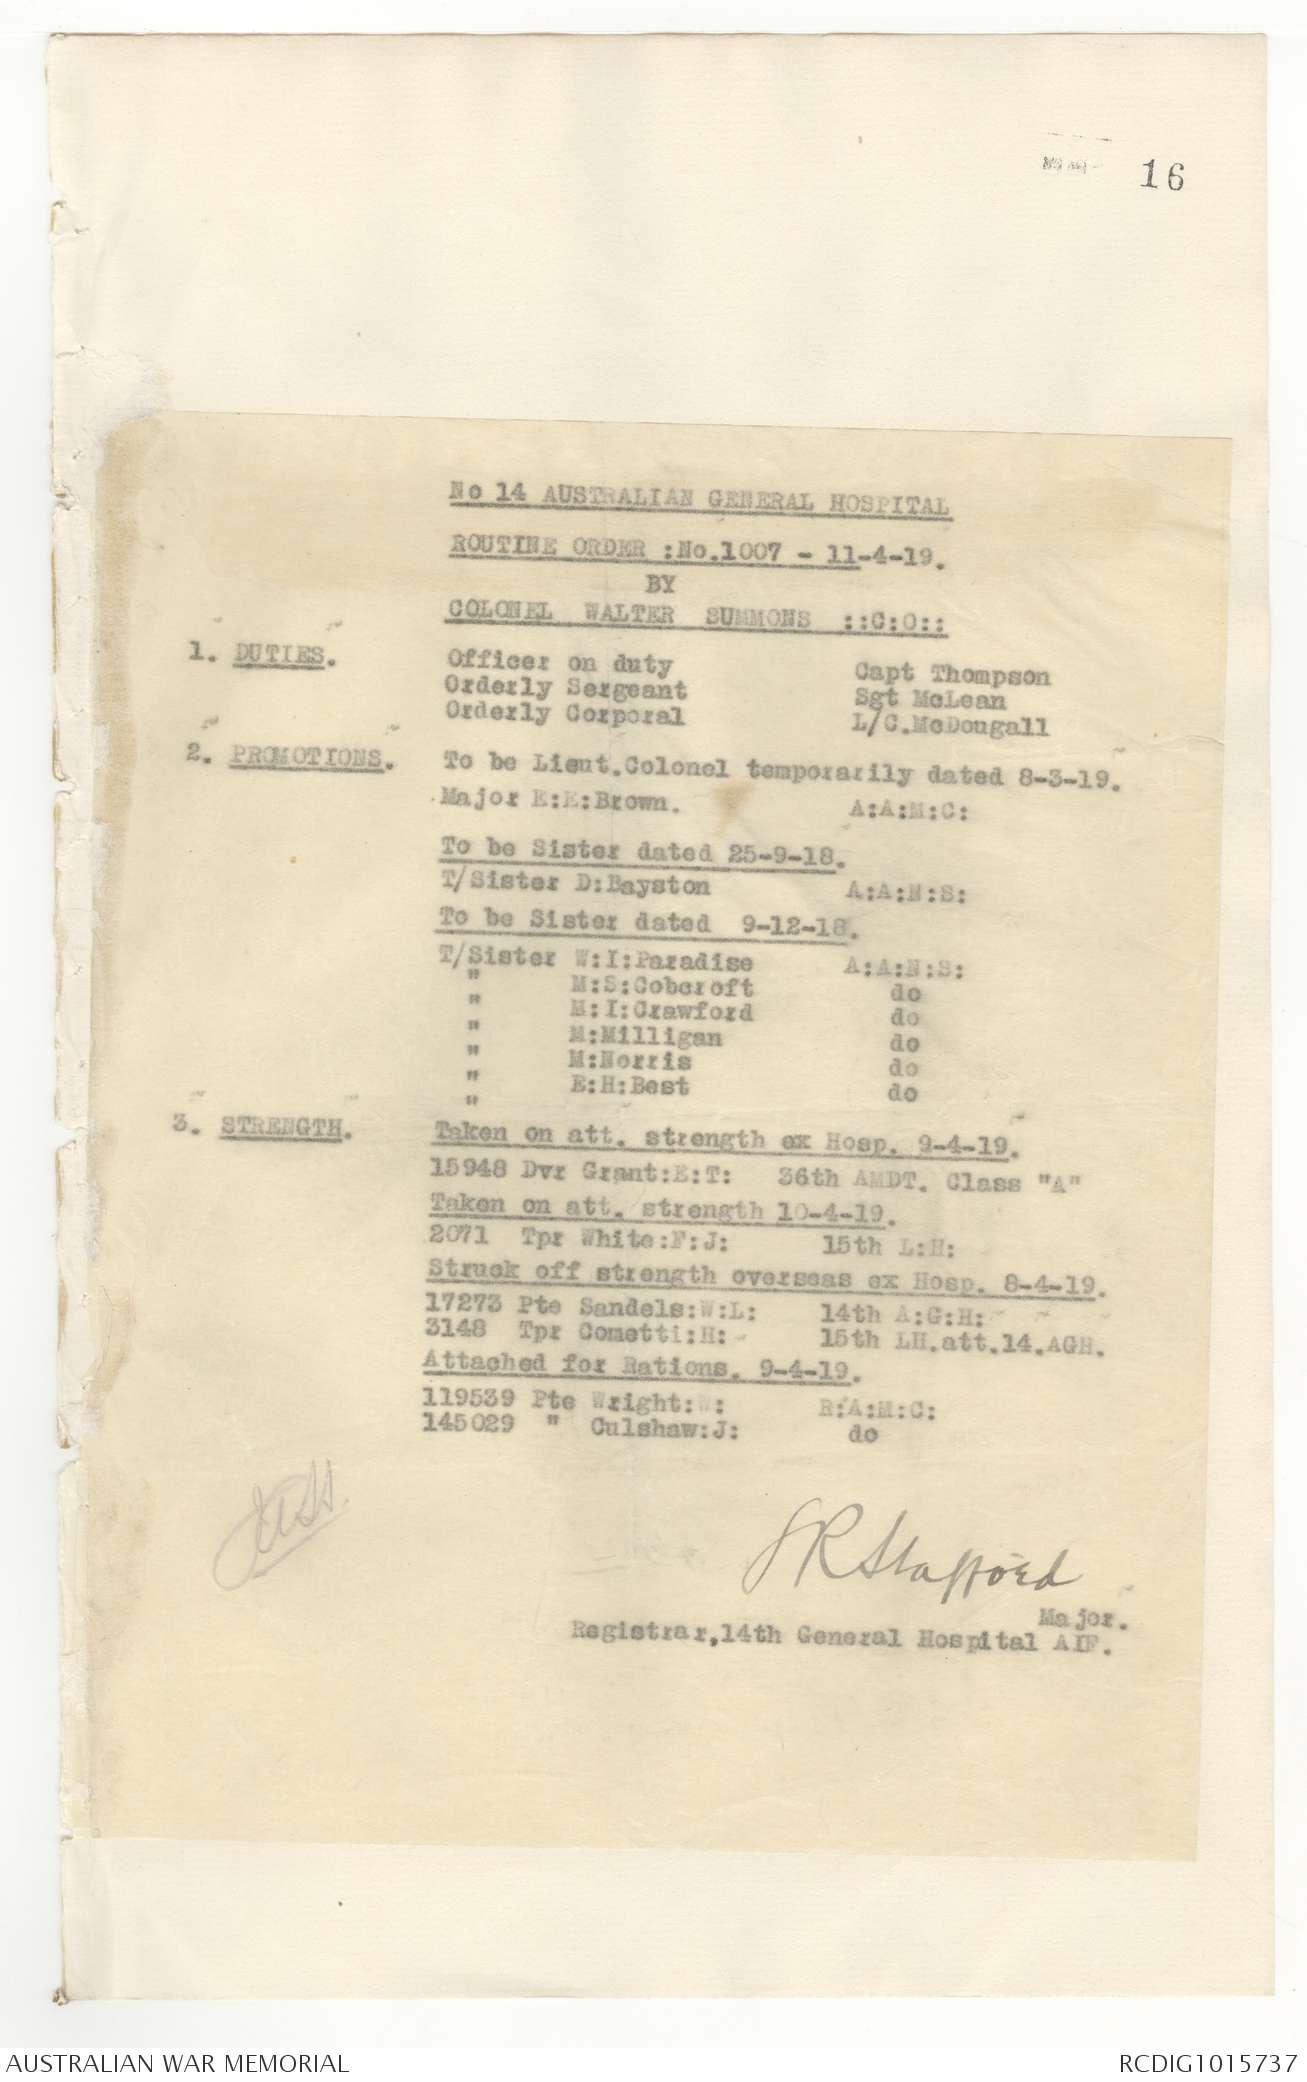 16
No 14 AUSTRALIAN GENERAL HOSPITAL
ROUTINE ORDER :No.1007 - 11-4-19.
BY
COLONEL WALTER SUMMONS ::C:O::
1. DUTIES. Officer on duty Capt Thompson
Orderly Sergeant Sgt McLean
Orderly Corporal L/C.McDougall
2. PROMOTIONS. To be Lieut.Colonel temporarily dated 8-3-19.
Major E:E:Brown. A:A:M:C:
To be Sister dated 25-9-18.
T/Sister D:Bayston A:A:N:S:
To be Sister dated 9-12-18.
T/Sister W:I:Paradise A:A:N:S:
" M:S:Cobcroft do
" M:I:Crawford do
" M:Milligan do
" M:Norris do
" E:H:Best do
"
3. STRENGTH. Taken on att. strength ex Hosp. 9-4-19.
15948 Dvr Grant:E:T: 36th AMDT. Class "A"
Taken on att. strength 10-4-19.
2071 Tpr White:F:J: 15th L:H:
Struck off strength overseas ex Hosp. 8-4-19.
17273 Pte Sandels:W:L: 14th A:G:H:
3148 Tpr Cometti:H: 15th LH.att.14.AGH.
Attached for Rations. 9-4-19.
119539 Pte Wright:W: R:A:M:C:
145029 " Culshaw:J: do
Stafford
Major.
Registrar,14th General Hospital AIF.
AUSTRALIAN WAR MEMORIAL
RCDIG1015737